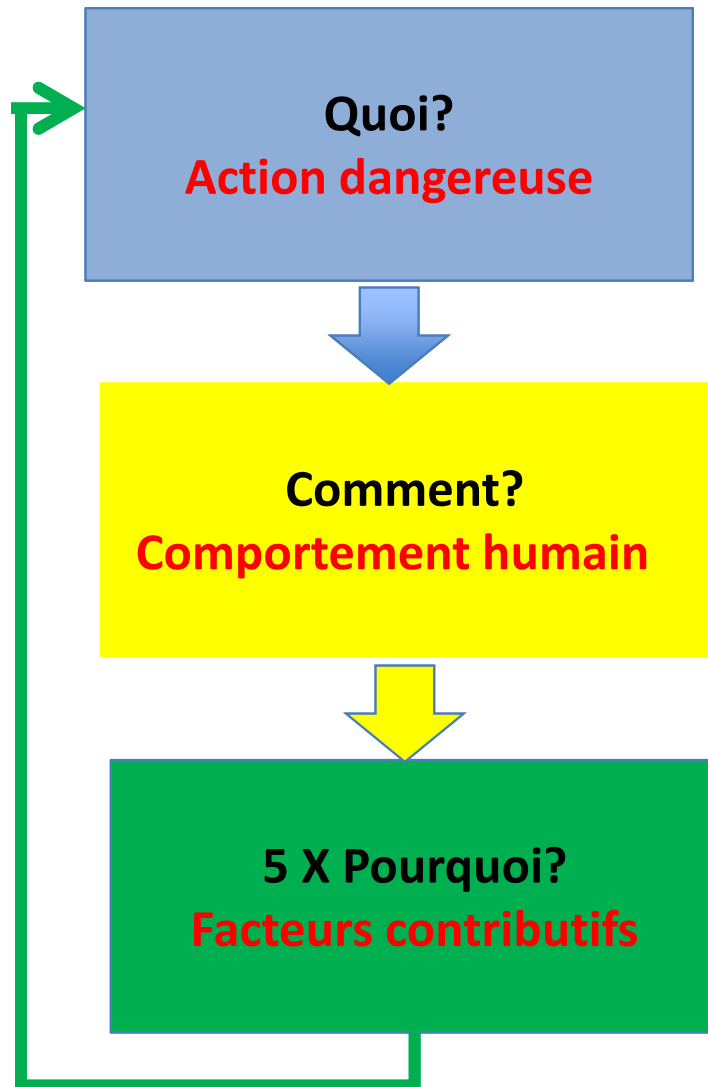 Quoi?
Action dangereuse
Comment?
Comportement humain
5 X Pourquoi?
Facteurs contributifs